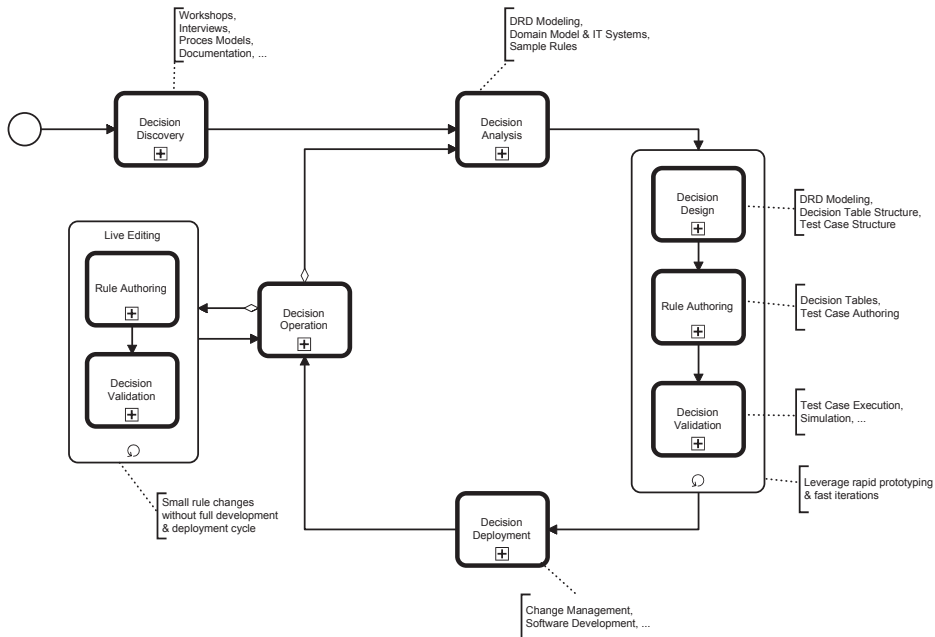 Workshops,
Interviews,
Proces Models,
Documentation, ...
DRD Modeling,
Domain Model & IT Systems,
Sample Rules
Decision
Discovery
Decision
Analysis
Decision
Design
DRD Modeling,
Decision Table Structure,
Test Case Structure
Live Editing
Rule Authoring
Decision
Operation
Rule Authoring
Decision Tables,
Test Case Authoring
Decision
Validation
Decision
Validation
Test Case Execution,
Simulation, ...
Leverage rapid prototyping
& fast iterations
Small rule changes
without full development
& deployment cycle
Decision
Deployment
Change Management,
Software Development, ...